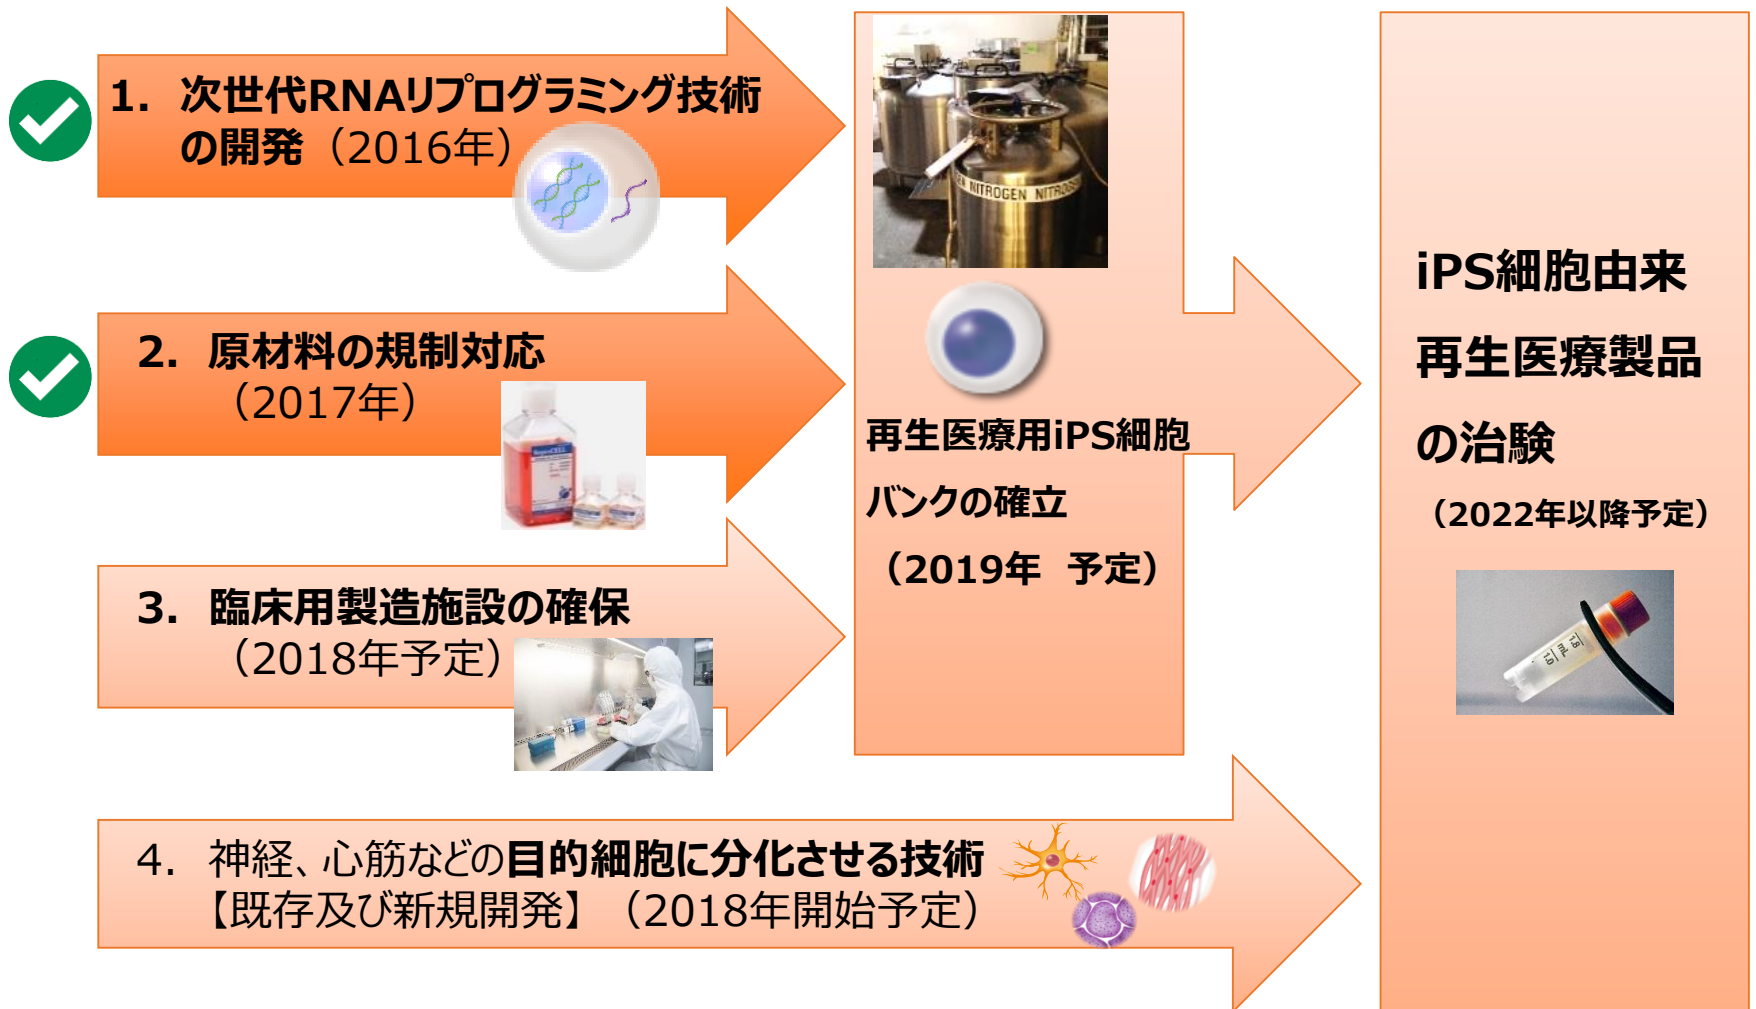 1. 次世代RNAリプログラミング技術
の開発（2016年）
2. 原材料の規制対応
（2017年）
3. 臨床用製造施設の確保
（2018年予定）
4. 神経、心筋などの目的細胞に分化させる技術
【既存及び新規開発】（2018年開始予定）
NITROGEN NITROG
再生医療用iPS細胞
バンクの確立
（2019年 予定）
iPS細胞由来
再生医療製品
の治験
（2022年以降予定）
1.8
mL
1.0